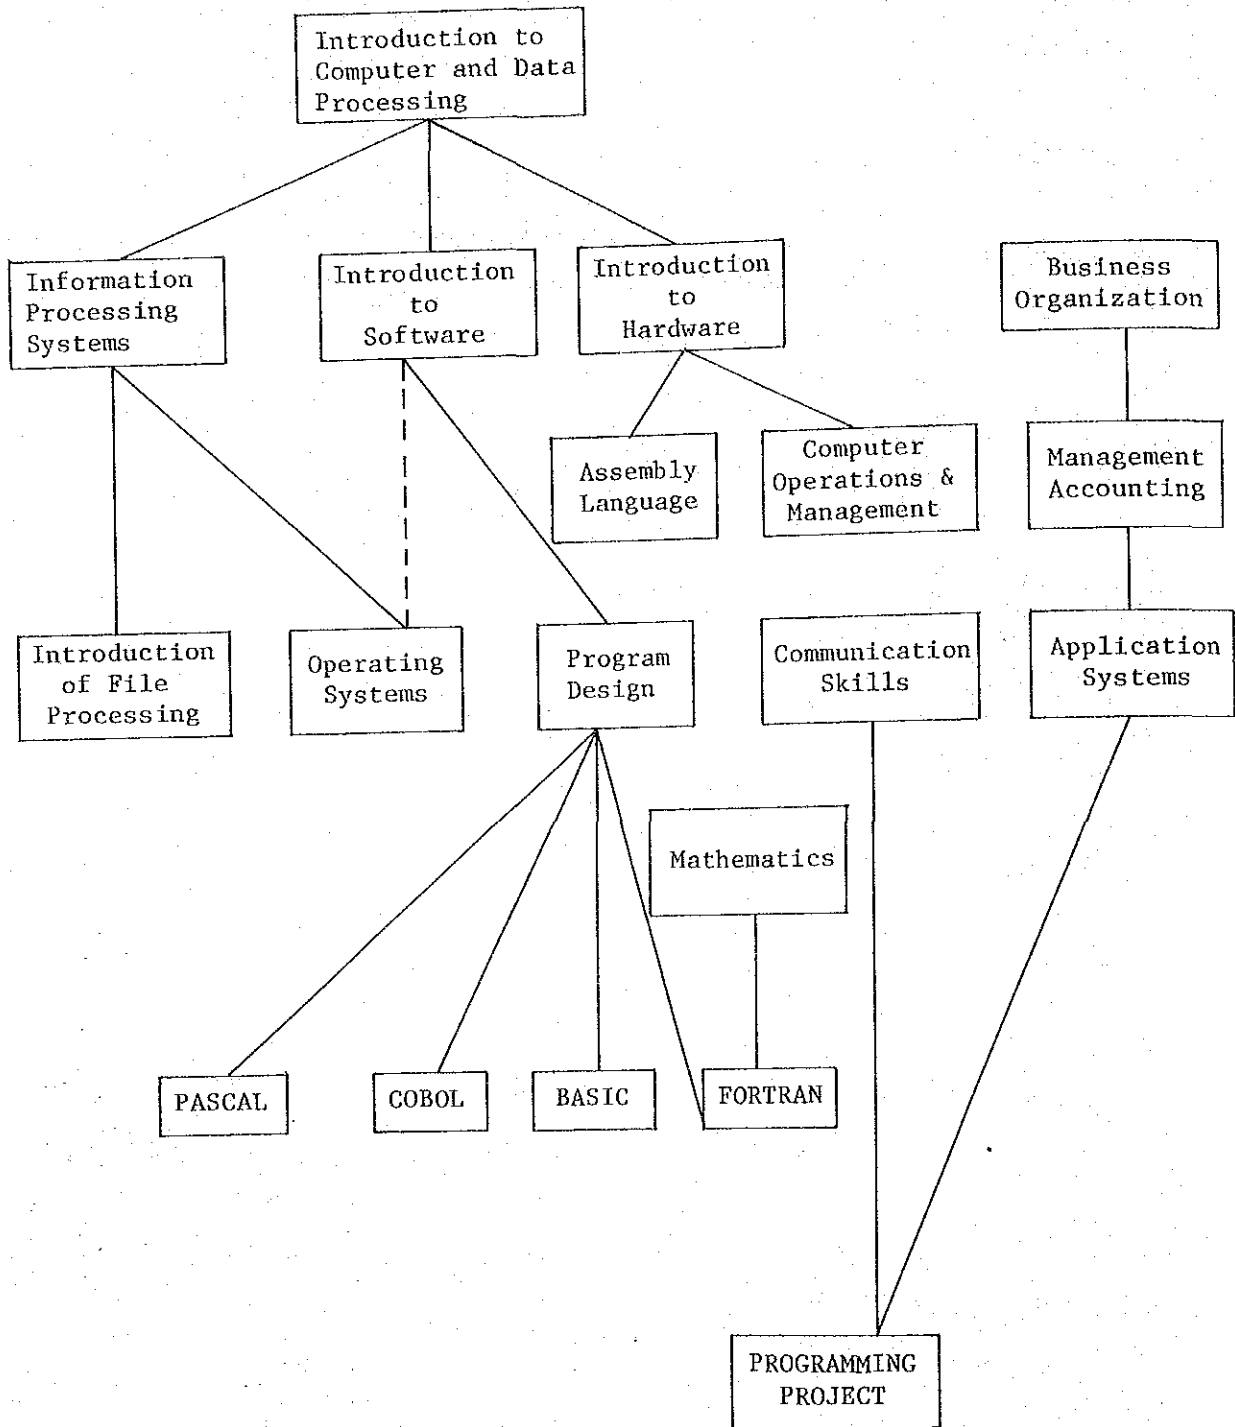 Introduction to
Computer and Data
Processing
Information
Processing
Systems
Introduction
to
Software
Introduction
to
Hardware
Business
Organization
Assembly
Language
Computer
Operations &
Management
Management
Accounting
Introduction
of File
Processing
Operating
Systems
Program
Design
Communication
Skills
Application
Systems
Mathematics
PASCAL
COBOL
BASIC
FORTRAN
PROGRAMMING
PROJECT